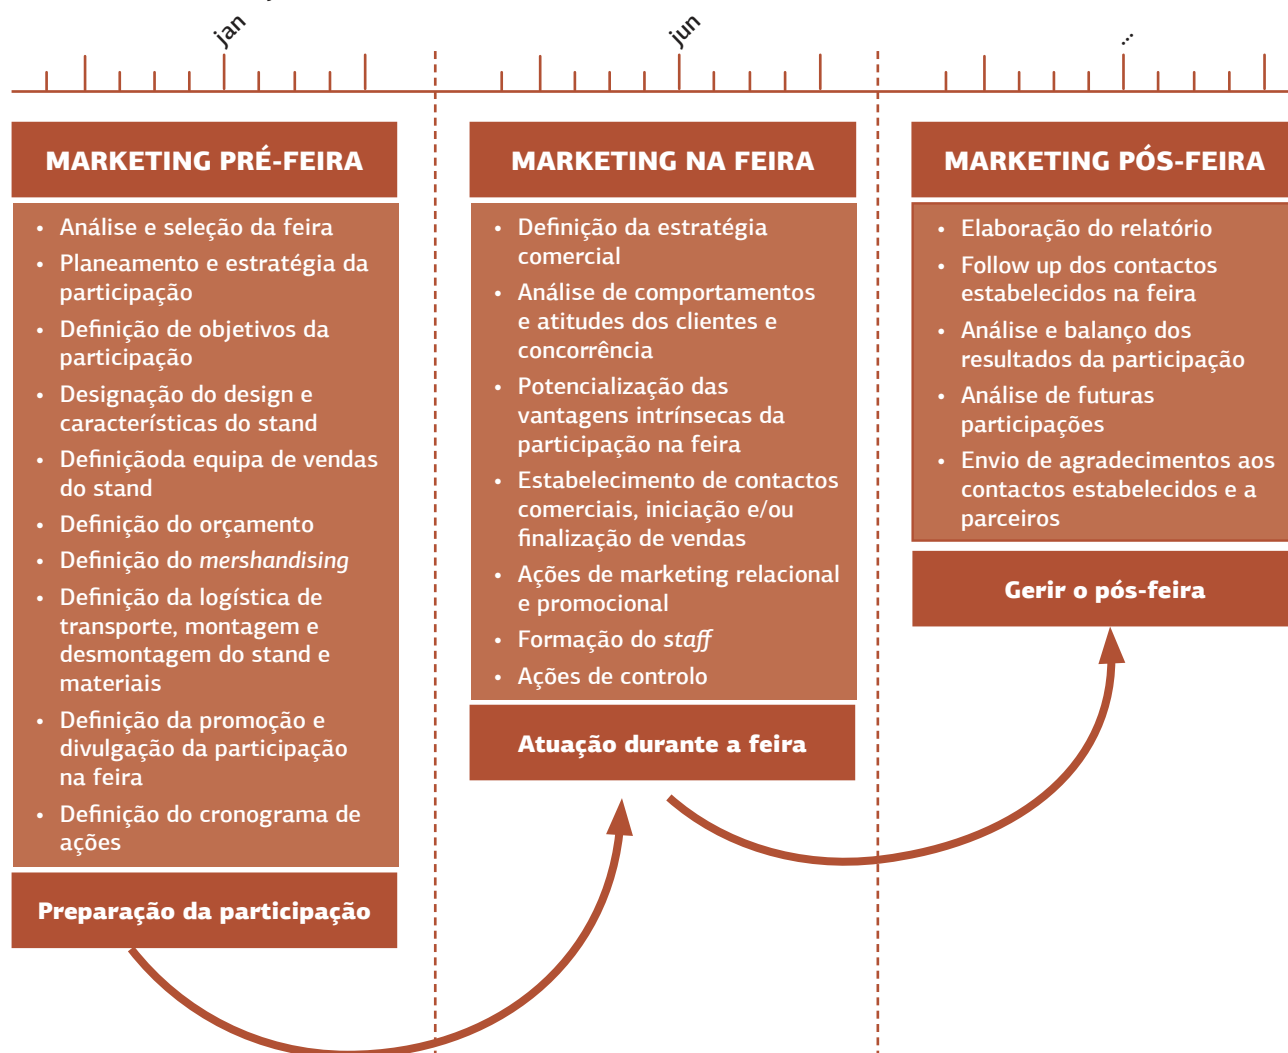 jan
jun
...
MARKETING PRÉ-FEIRA
• Análise e seleção da feira
• Planeamento e estratégia da
participação
• Definição de objetivos da
participação
• Designação do design e
características do stand
• Definiçãoda equipa de vendas
do stand
• Definição do orçamento
• Definição do mershandising
• Definição da logística de
transporte, montagem e
desmontagem do stand e
materiais
• Definição da promoção e
divulgação da participação
na feira
• Definição do cronograma de
ações
Preparação da participação
MARKETING NA FEIRA
• Definição da estratégia
comercial
• Análise de comportamentos
e atitudes dos clientes e
concorrência
• Potencialização das
vantagens intrínsecas da
participação na feira
• Estabelecimento de contactos
comerciais, iniciação e/ou
finalização de vendas
• Ações de marketing relacional
e promocional
• Formação do staff
• Ações de controlo
Atuação durante a feira
MARKETING PÓS-FEIRA
• Elaboração do relatório
• Follow up dos contactos
estabelecidos na feira
• Análise e balanço dos
resultados da participação
• Análise de futuras
participações
• Envio de agradecimentos aos
contactos estabelecidos e a
parceiros
Gerir o pós-feira